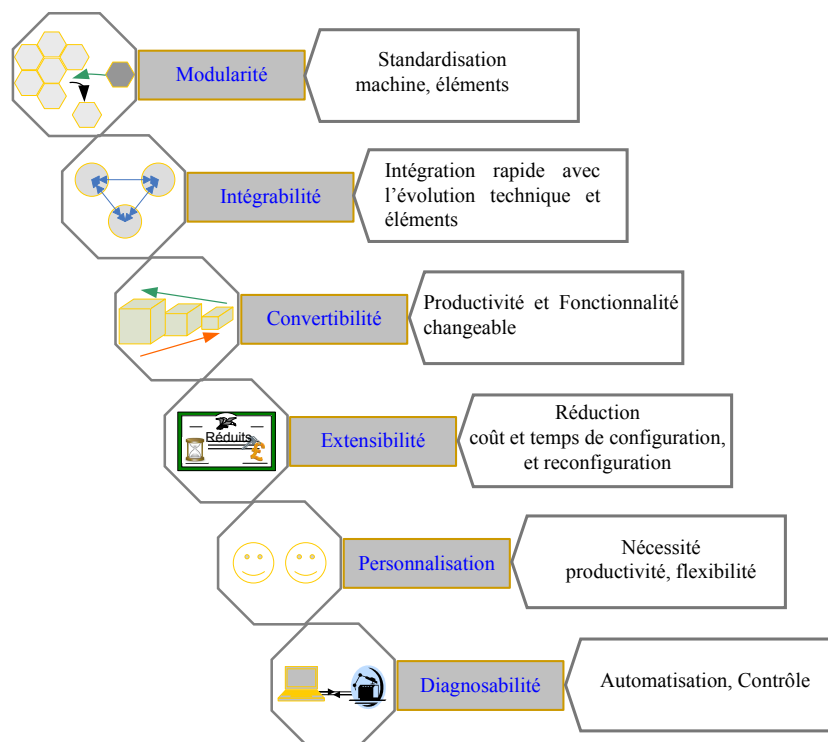 Modularité
Standardisation
machine, éléments
Intégrabilité
Intégration rapide avec
l’évolution technique et
éléments
Convertibilité
Productivité et Fonctionnalité
changeable
Réduits
Extensibilité
Réduction
coût et temps de configuration,
et reconfiguration
Personnalisation
Nécessité
productivité, flexibilité
Diagnosabilité
Automatisation, Contrôle